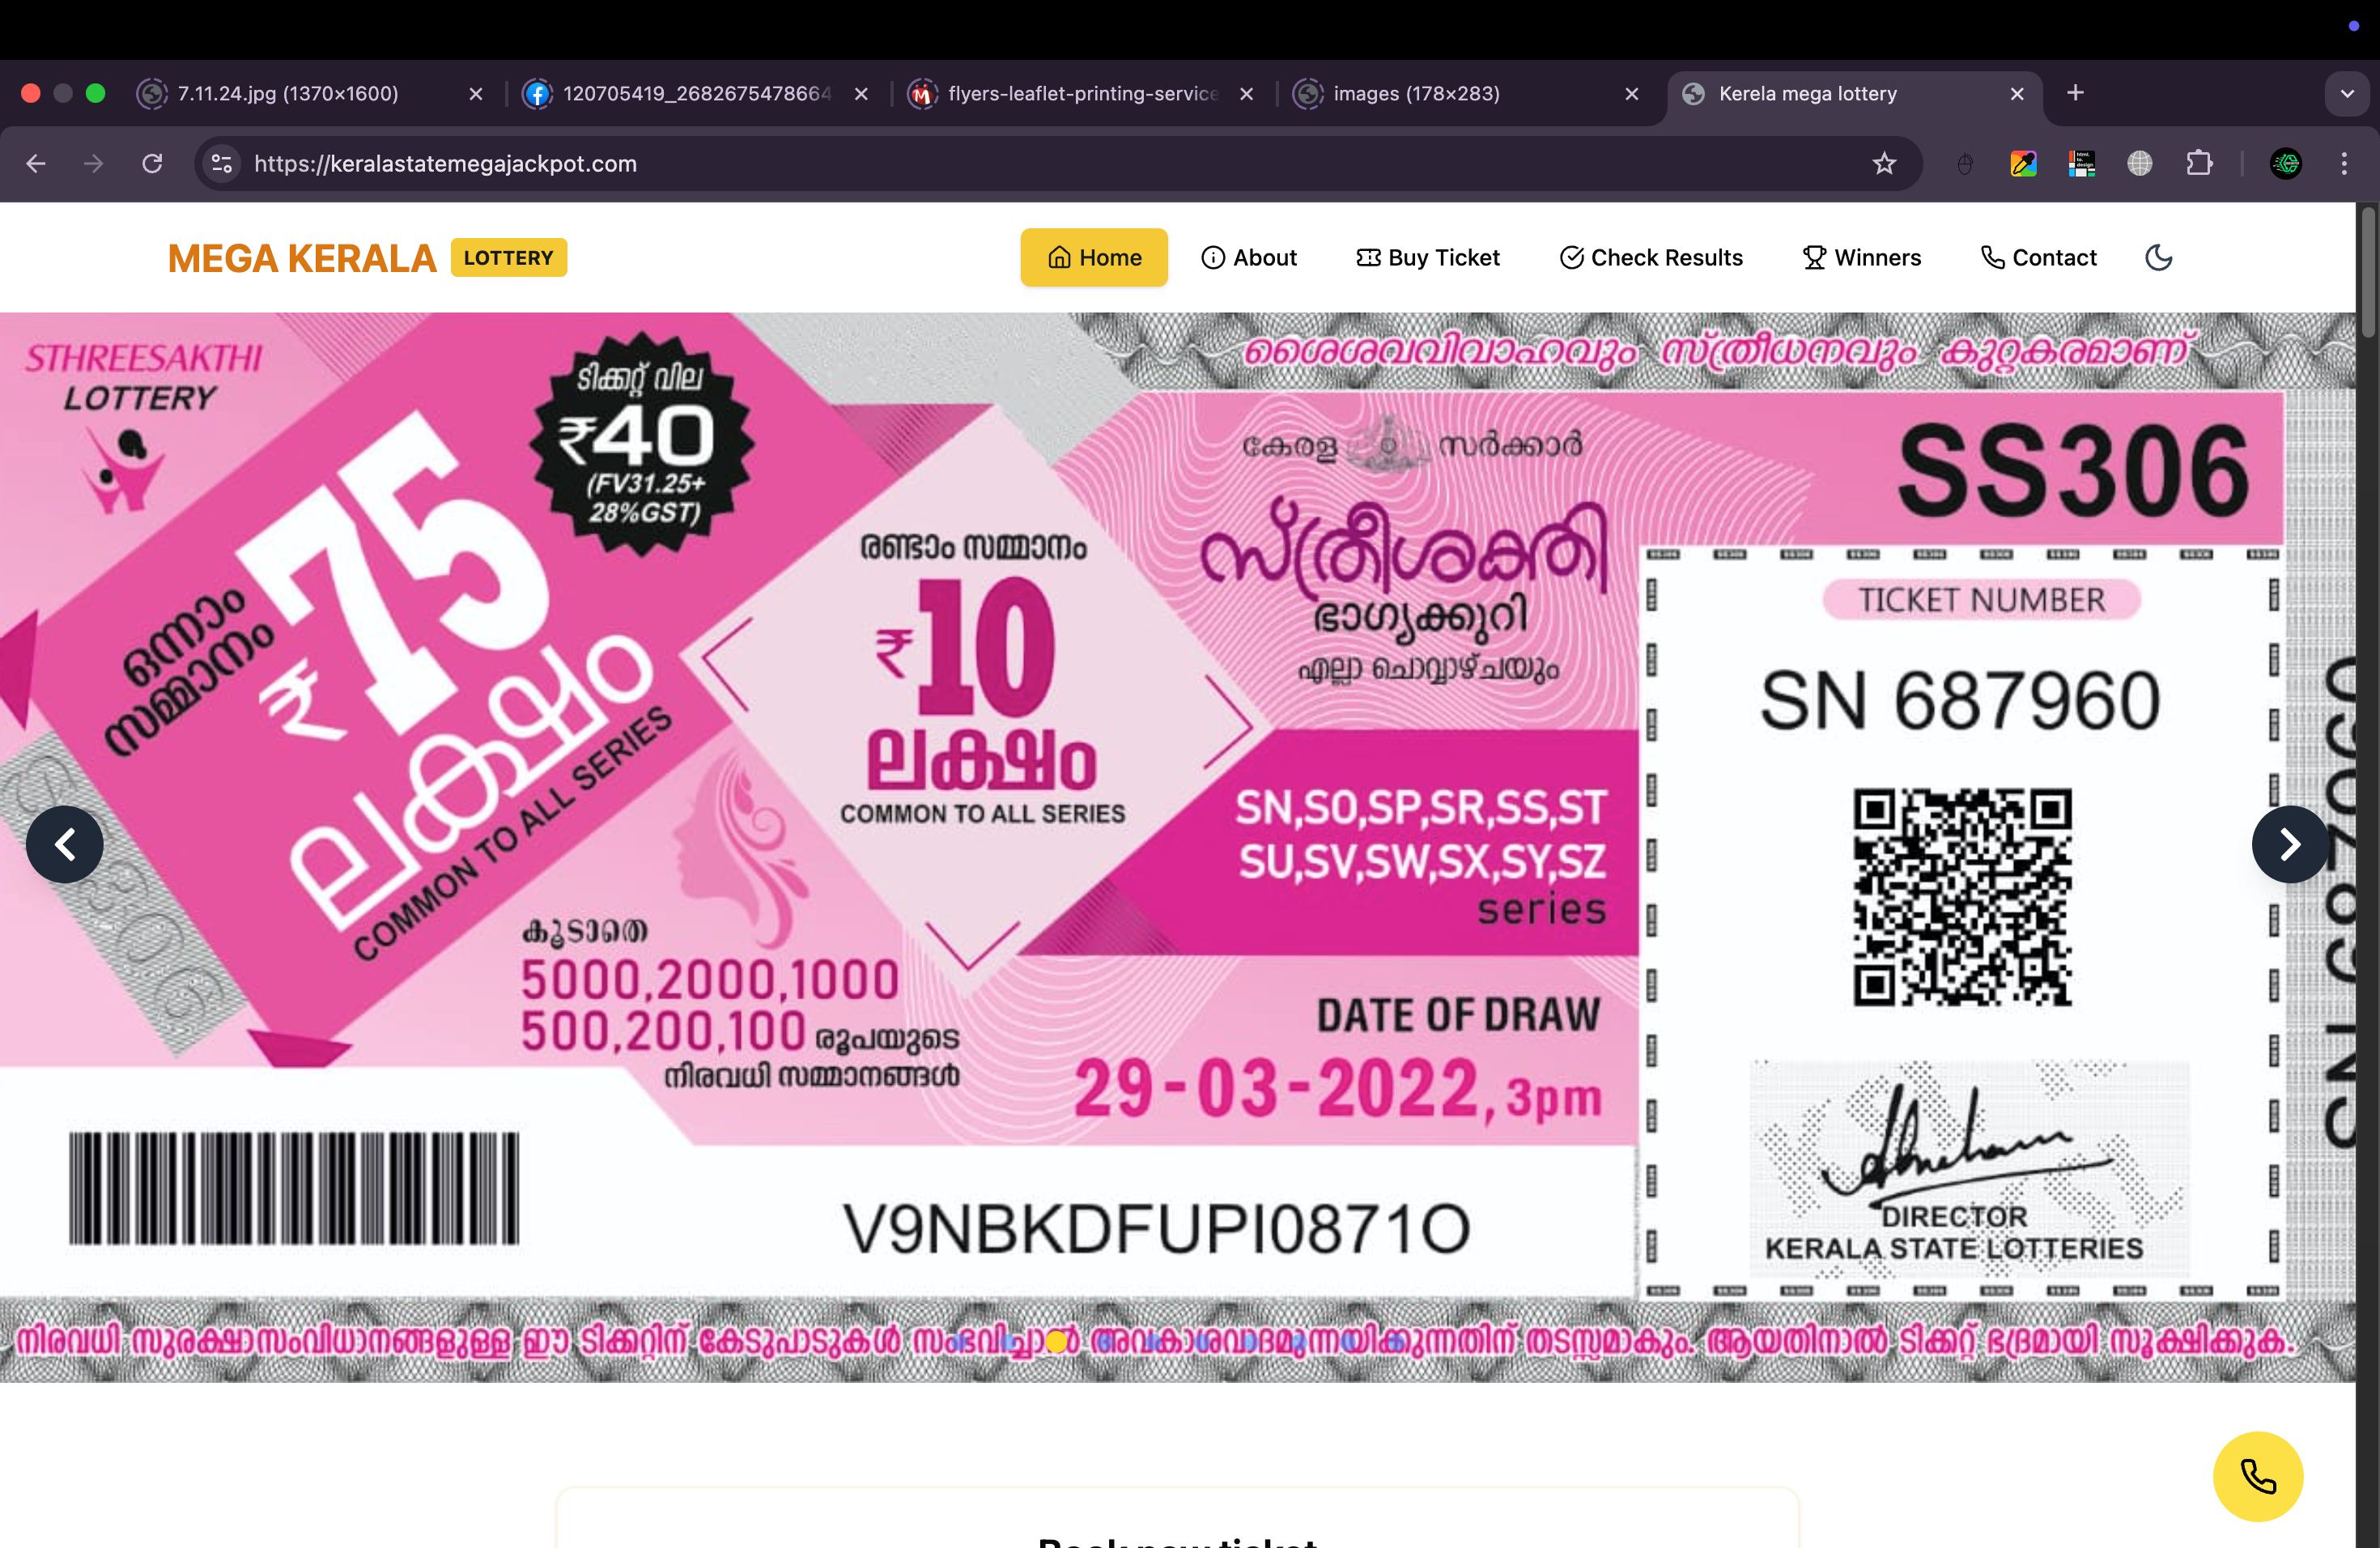 7.11.24.jpg (1370×1600)
120705419_2682675478664
flyers-leaflet-printing-service
images (178×283)
Kerela mega lottery
https://keralastatemegajackpot.com
MEGA KERALA LOTTERY
Home
About
Buy Ticket
Check Results
Winners
Contact
STHREESAKTHI
LOTTERY
ടിക്കറ്റ് വില
₹40
(FV31.25+
28%GST)
ഒന്നാം
സമ്മാനം
₹75
ലക്ഷം
COMMON TO ALL SERIES
രണ്ടാം സമ്മാനം
₹10
ലക്ഷം
COMMON TO ALL SERIES
കൂടാതെ
5000,2000,1000
500,200,100 രൂപയുടെ
നിരവധി സമ്മാനങ്ങൾ
ശൈശവവിവാഹവും സ്ത്രീധനവും കുറ്റകരമാണ്
കേരള സർക്കാർ
സ്ത്രീശക്തി
ഭാഗ്യക്കുറി
എല്ലാ ചൊവ്വാഴ്ചയും
SN,SO,SP,SR,SS,ST
SU,SV,SW,SX,SY,SZ
series
DATE OF DRAW
29-03-2022, 3pm
SS306
TICKET NUMBER
SN 687960
DIRECTOR
KERALA STATE LOTTERIES
SN 687960
V9NBKDFUPI0871O
നിരവധി സുരക്ഷാസംവിധാനങ്ങളുള്ള ഈ ടിക്കറ്റിന് കേടുപാടുകൾ സംഭവിച്ചാൽ അവകാശവാദമുന്നയിക്കുന്നതിന് തടസ്സമാകും. ആയതിനാൽ ടിക്കറ്റ് ഭദ്രമായി സൂക്ഷിക്കുക.
Book now ticket